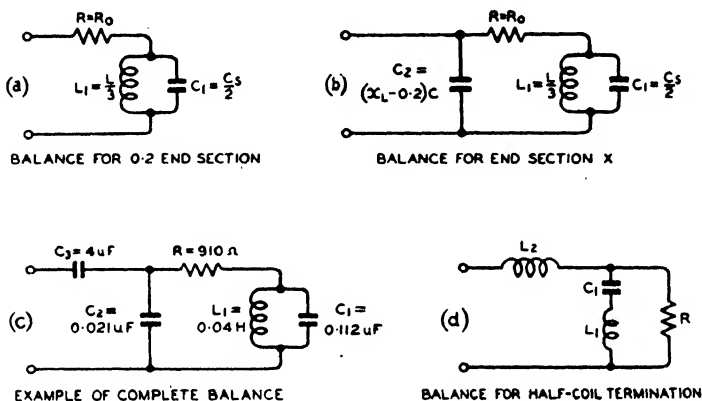 (a)
R=R₀
L₁=L/3
C₁=Cs/2
BALANCE FOR 0·2 END SECTION
(b)
C₂=
(xL-0·2)C
R=R₀
L₁=L/3
C₁=Cs/2
BALANCE FOR END SECTION X
(c)
C₃=4uF
R=910Ω
C₂=
0·021uF
L₁=
0·04H
C₁=
0·112uF
EXAMPLE OF COMPLETE BALANCE
(d)
L₂
C₁
L₁
R
BALANCE FOR HALF-COIL TERMINATION